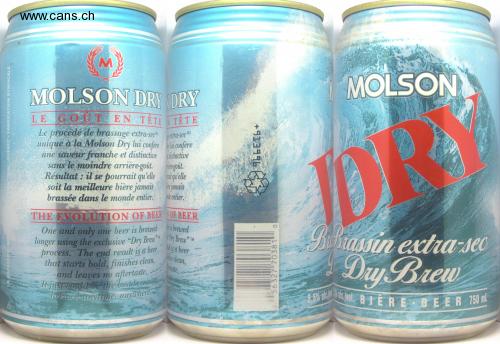 www.cans.ch
M
MOLSON DRY DRY
LE GOÛT EN TÊTE TÊTE
Le procédé de brassage extra-sec
unique à la Molson Dry lui confère
une saveur franche et distinctive
sans le moindre arrière-goût.
Résultat : il se pourrait qu'elle
soit la meilleure bière jamais
brassée dans le monde entier.
THE EVOLUTION OF BEER OF BEER
One and only one beer is brewed
longer using the exclusive "Dry Brew"
process. The end result is a beer
that starts bold, finishes clean,
and leaves no aftertaste.
MOLSON
DRY
Brassin extra-sec
Dry Brew
BIÈRE · BEER 750 mL